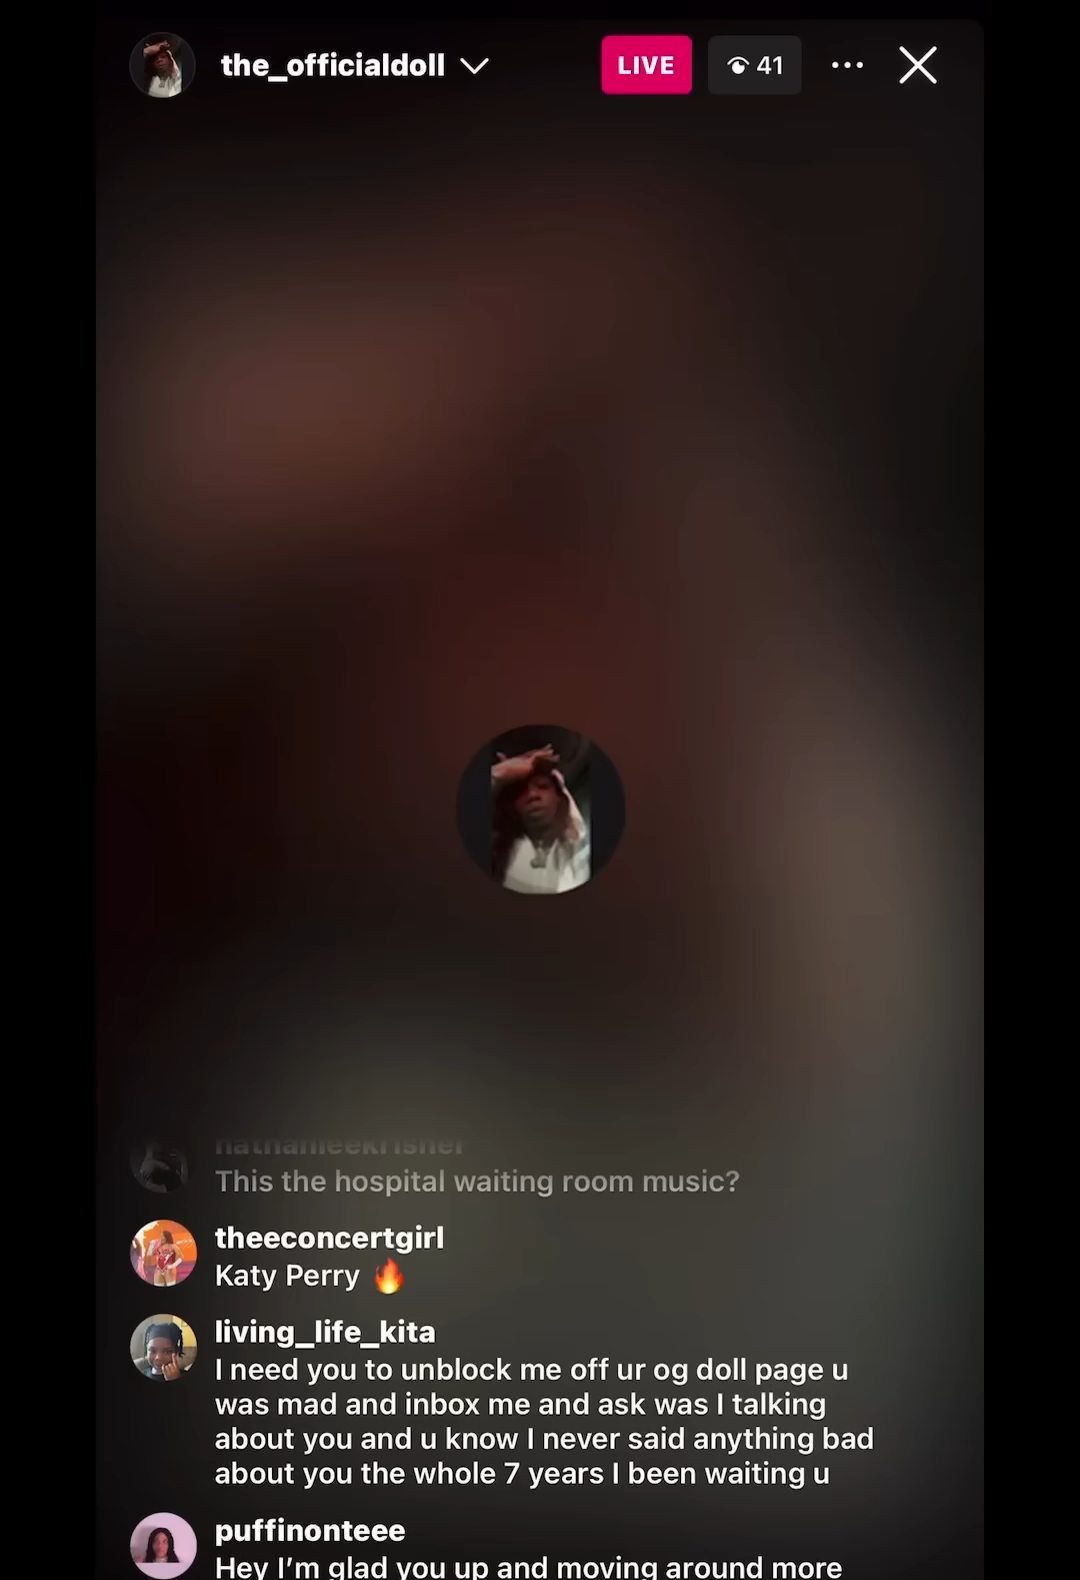 the_officialdoll
LIVE
41
This the hospital waiting room music?
theeconcertgirl
Katy Perry 🔥
living_life_kita
I need you to unblock me off ur og doll page u
was mad and inbox me and ask was I talking
about you and u know I never said anything bad
about you the whole 7 years I been waiting u
puffinonteee
Hey I’m glad you up and moving around more